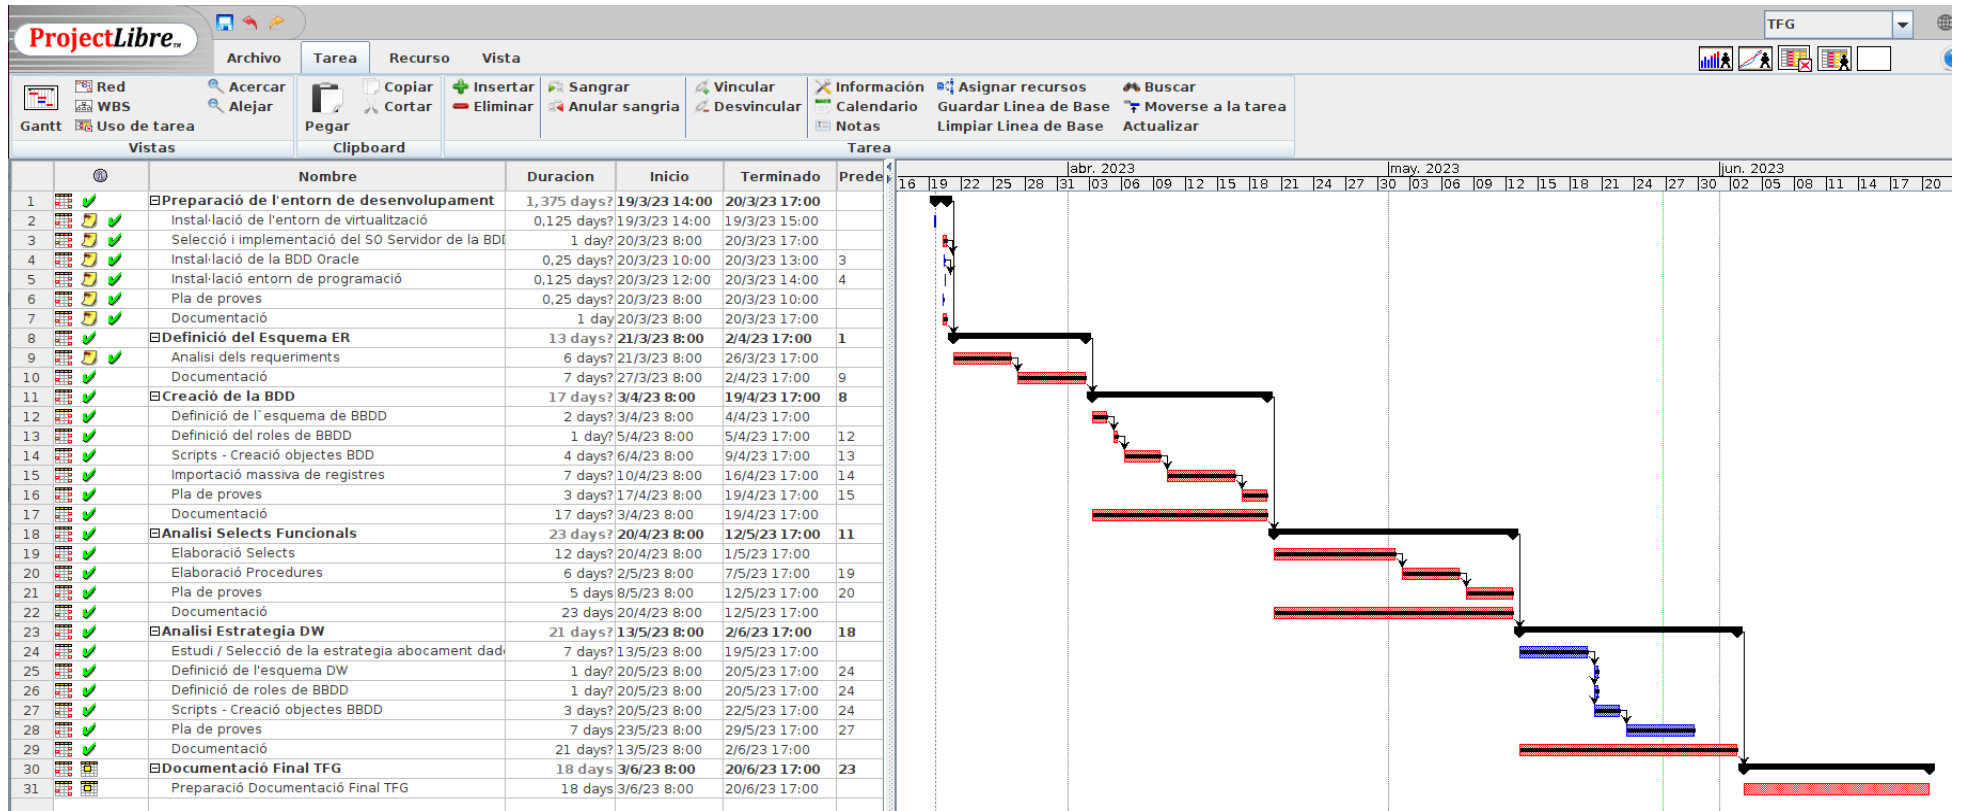 TFG
ProjectLibre™
Archivo Tarea Recurso Vista
Red Acercar Copiar Insertar Sangrar Vincular Información Asignar recursos Buscar
WBS Alejar Cortar Eliminar Anular sangria Desvincular Calendario Guardar Linea de Base Moverse a la tarea
Gantt Uso de tarea Pegar Notas Limpiar Linea de Base Actualizar
Vistas Clipboard Tarea
Nombre Duracion Inicio Terminado Prede
abr. 2023 may. 2023 jun. 2023
16 19 22 25 28 31 03 06 09 12 15 18 21 24 27 30 03 06 09 12 15 18 21 24 27 30 02 05 08 11 14 17 20
1 Preparació de l'entorn de desenvolupament 1,375 days? 19/3/23 14:00 20/3/23 17:00
2 Instal·lació de l'entorn de virtualització 0,125 days? 19/3/23 14:00 19/3/23 15:00
3 Selecció i implementació del SO Servidor de la BDD 1 day? 20/3/23 8:00 20/3/23 17:00
4 Instal·lació de la BDD Oracle 0,25 days? 20/3/23 10:00 20/3/23 13:00 3
5 Instal·lació entorn de programació 0,125 days? 20/3/23 12:00 20/3/23 14:00 4
6 Pla de proves 0,25 days? 20/3/23 8:00 20/3/23 10:00
7 Documentació 1 day 20/3/23 8:00 20/3/23 17:00
8 Definició del Esquema ER 13 days? 21/3/23 8:00 2/4/23 17:00 1
9 Analisi dels requeriments 6 days? 21/3/23 8:00 26/3/23 17:00
10 Documentació 7 days? 27/3/23 8:00 2/4/23 17:00 9
11 Creació de la BDD 17 days? 3/4/23 8:00 19/4/23 17:00 8
12 Definició de l`esquema de BBDD 2 days? 3/4/23 8:00 4/4/23 17:00
13 Definició del roles de BBDD 1 day? 5/4/23 8:00 5/4/23 17:00 12
14 Scripts - Creació objectes BDD 4 days? 6/4/23 8:00 9/4/23 17:00 13
15 Importació massiva de registres 7 days? 10/4/23 8:00 16/4/23 17:00 14
16 Pla de proves 3 days? 17/4/23 8:00 19/4/23 17:00 15
17 Documentació 17 days? 3/4/23 8:00 19/4/23 17:00
18 Analisi Selects Funcionals 23 days? 20/4/23 8:00 12/5/23 17:00 11
19 Elaboració Selects 12 days? 20/4/23 8:00 1/5/23 17:00
20 Elaboració Procedures 6 days? 2/5/23 8:00 7/5/23 17:00 19
21 Pla de proves 5 days 8/5/23 8:00 12/5/23 17:00 20
22 Documentació 23 days 20/4/23 8:00 12/5/23 17:00
23 Analisi Estrategia DW 21 days? 13/5/23 8:00 2/6/23 17:00 18
24 Estudi / Selecció de la estrategia abocament dade 7 days? 13/5/23 8:00 19/5/23 17:00
25 Definició de l'esquema DW 1 day? 20/5/23 8:00 20/5/23 17:00 24
26 Definició de roles de BBDD 1 day? 20/5/23 8:00 20/5/23 17:00 24
27 Scripts - Creació objectes BBDD 3 days? 20/5/23 8:00 22/5/23 17:00 24
28 Pla de proves 7 days 23/5/23 8:00 29/5/23 17:00 27
29 Documentació 21 days? 13/5/23 8:00 2/6/23 17:00
30 Documentació Final TFG 18 days 3/6/23 8:00 20/6/23 17:00 23
31 Preparació Documentació Final TFG 18 days 3/6/23 8:00 20/6/23 17:00